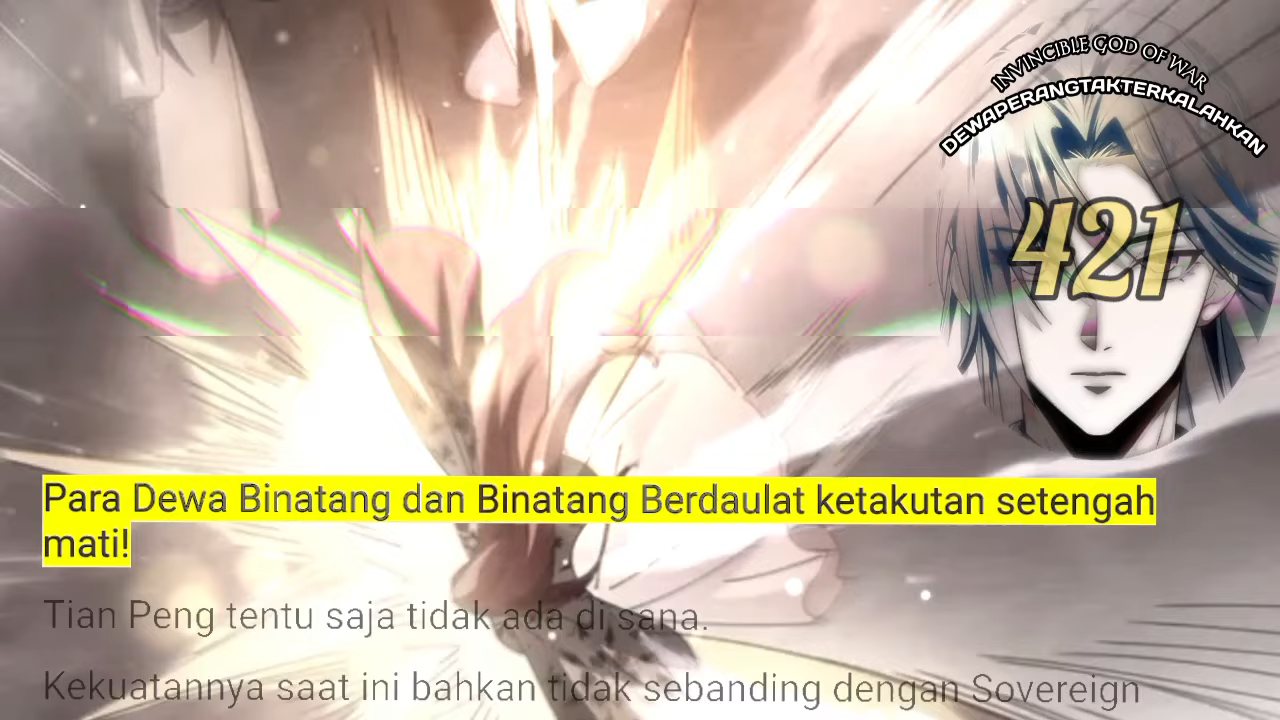 INVINCIBLE GOD OF WAR
DEWAPERANGTAKTERKALAHKAN
421
Para Dewa Binatang dan Binatang Berdaulat ketakutan setengah
mati!
Tian Peng tentu saja tidak ada di sana.
Kekuatannya saat ini bahkan tidak sebanding dengan Sovereign